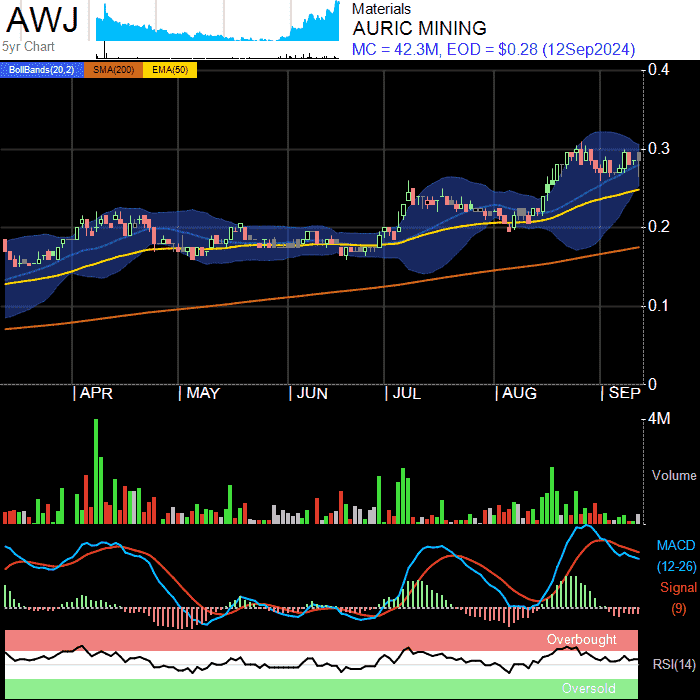 AWJ
5yr Chart
Materials
AURIC MINING
MC = 42.3M, EOD = $0.28 (12Sep2024)
BollBands(20,2) SMA(200) EMA(50)
0.4
0.3
0.2
0.1
0
APR MAY JUN JUL AUG SEP
4M
Volume
MACD
(12-26)
Signal
(9)
Overbought
RSI(14)
Oversold